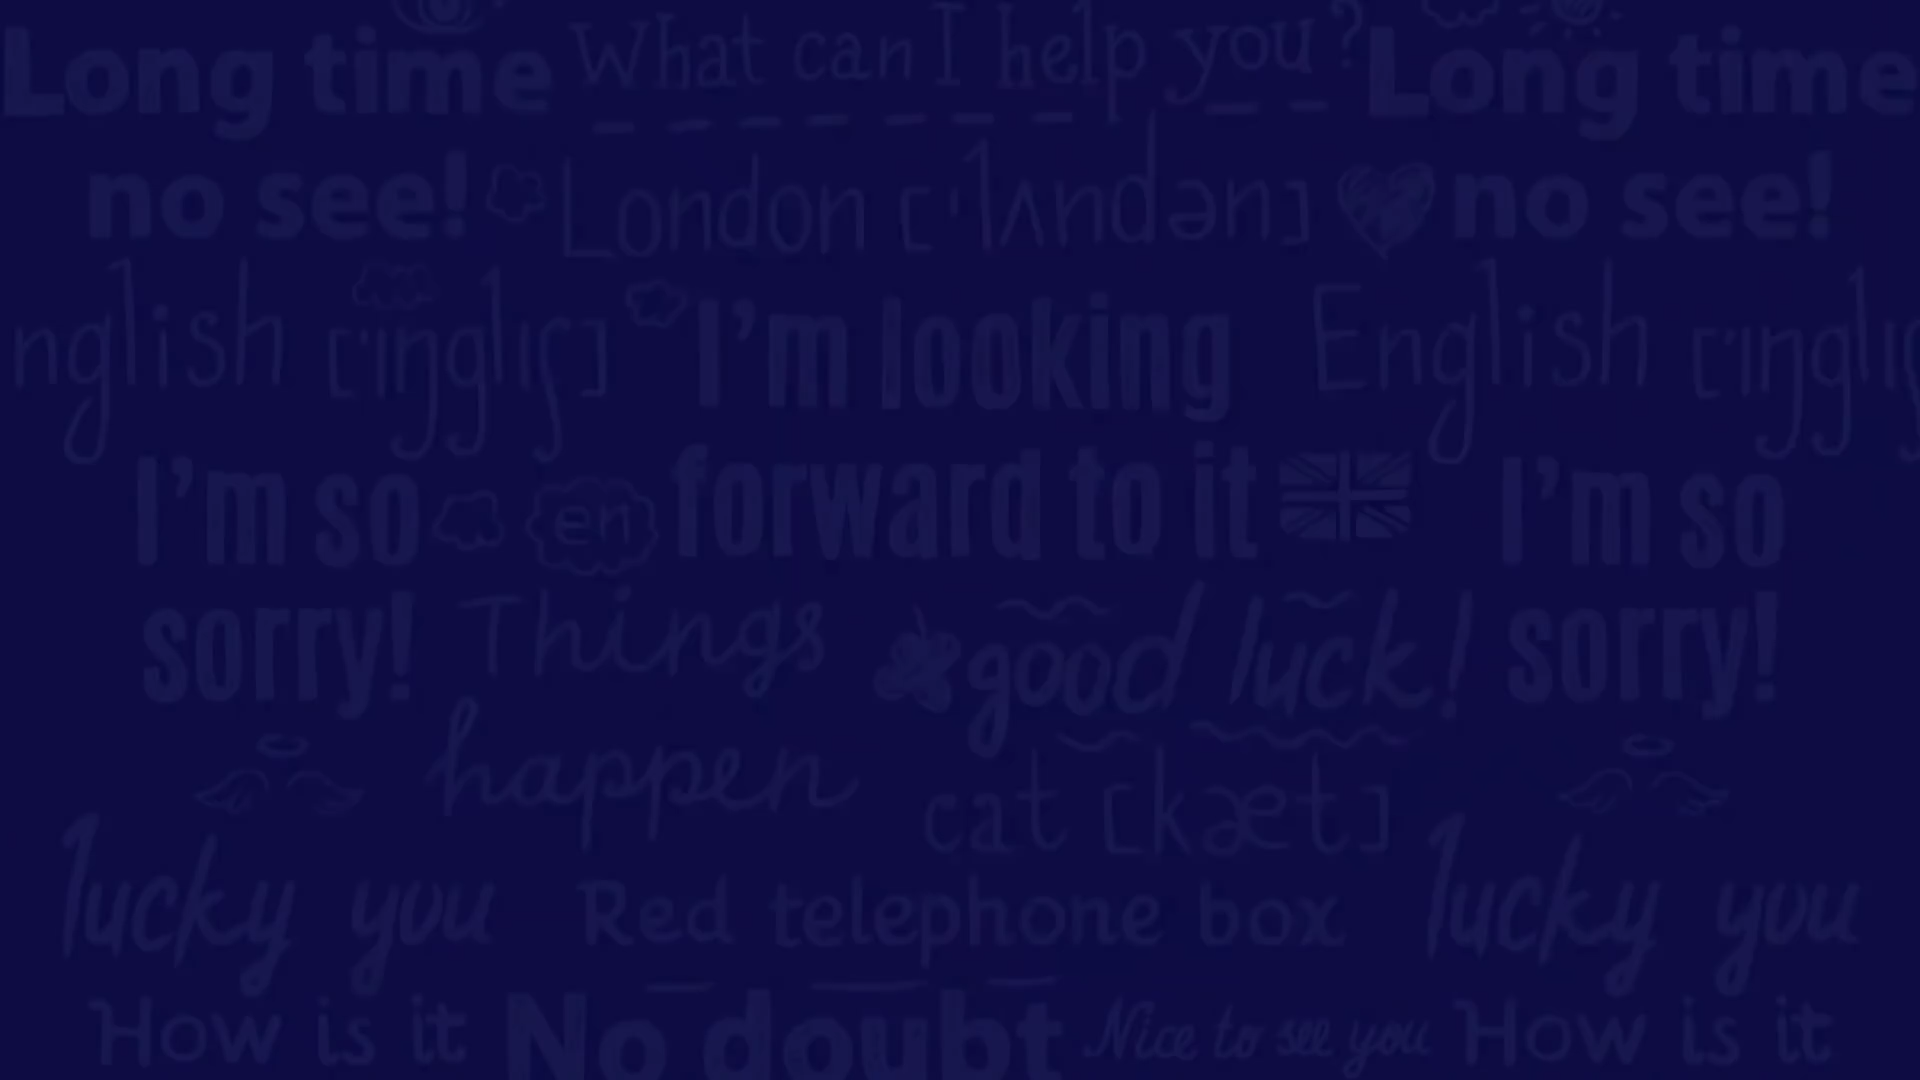 Long time What can I help you? Long time
no see! London [ˈlʌndən] no see!
nglish [ˈıŋglıʃ] I'm looking English [ˈıŋglıʃ
I'm so en forward to it I'm so
sorry! Things good luck! sorry!
happen cat [kæt]
lucky you Red telephone box lucky you
How is it No doubt Nice to see you How is it